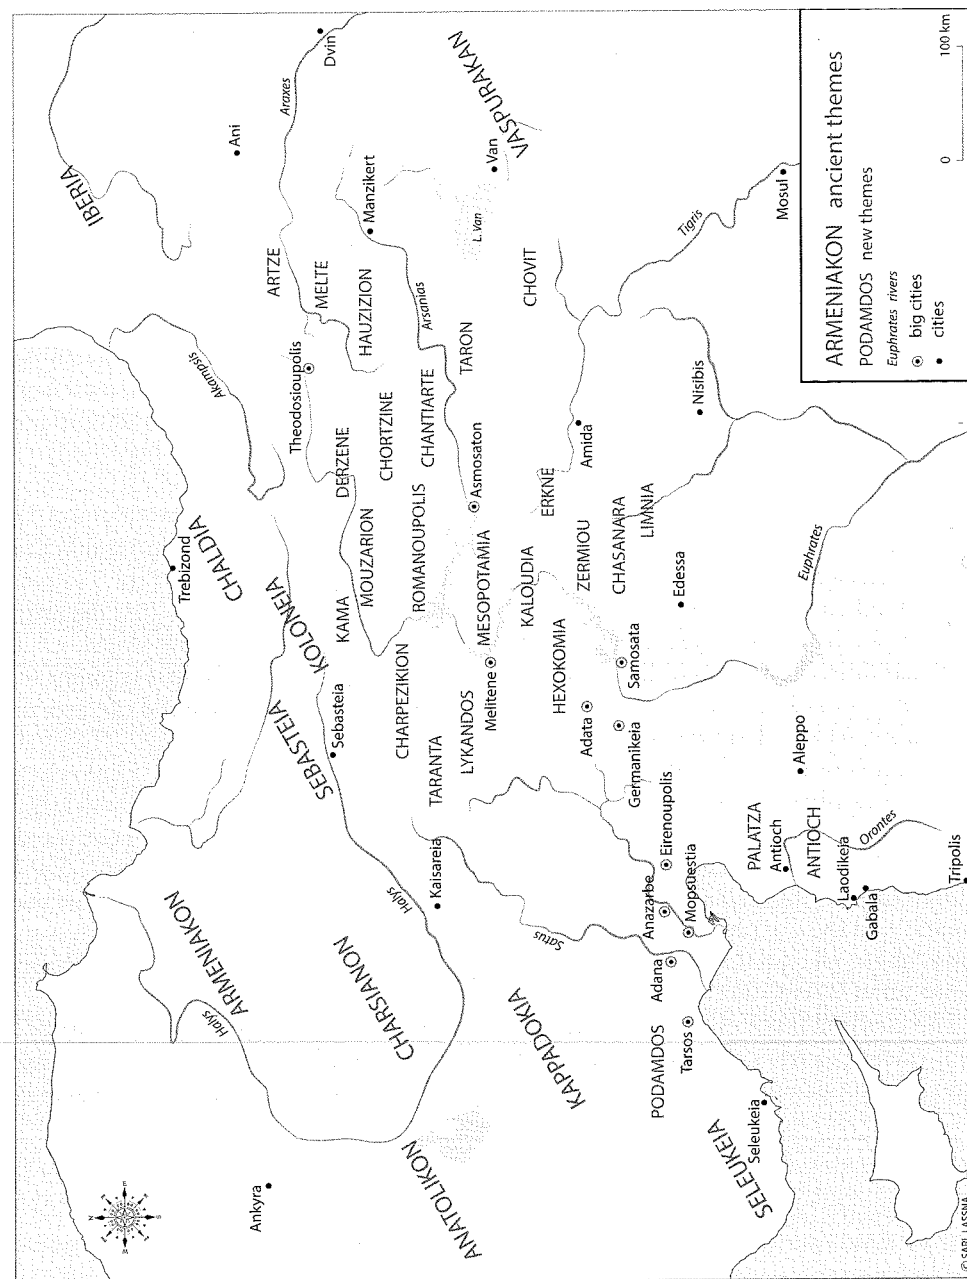 IBERIA
Ani
Dvin
Araxes
VASPURAKAN
Van
L. Van
Manzikert
ARTZE
MELTE
HAUZIZION
Arsanias
TARON
CHOVIT
Tigris
Mosul
Akampsis
Theodosioupolis
DERZENE
CHORTZINE
CHANTIARTE
Asmosaton
ERKNE
Amida
Nisibis
CHALDIA
Trebizond
KOLONEIA
KAMA
MOUZARION
ROMANOUPOLIS
MESOPOTAMIA
KALOUDIA
ZERMIOU
CHASANARA
LIMNIA
Edessa
Euphrates
SEBASTEIA
Sebasteia
CHARPEZIKION
TARANTA
LYKANDOS
Melitene
HEXOKOMIA
Adata
Samosata
Germanikeia
Aleppo
ARMENIAKON
Halys
CHARSIANON
Halys
Kaisareia
Satus
Eirenoupolis
Anazarbe
Mopsuestia
Adana
PALATZA
Antioch
ANTIOCH
Laodikeia
Gabala
Orontes
Tripolis
KAPPADOKIA
PODAMDOS
Tarsos
SELEUKEIA
Seleukeia
ANATOLIKON
Ankyra
N
E
S
W
ARMENIAKON ancient themes
PODAMDOS new themes
Euphrates rivers
big cities
cities
0 100 km
© SARL LASSNA